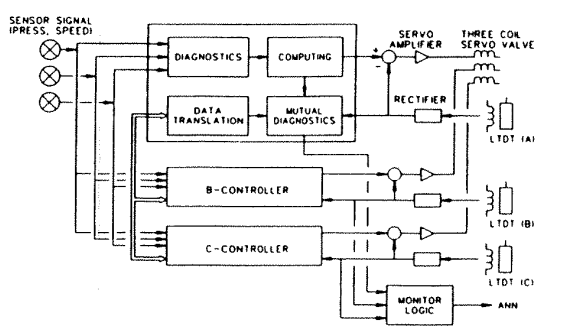 SENSOR SIGNAL
(PRESS, SPEED)
SERVO
AMPLIFIER
THREE COIL
SERVO VALVE
DIAGNOSTICS
COMPUTING
+
−
RECTIFIER
DATA
TRANSLATION
MUTUAL
DIAGNOSTICS
LTDT (A)
B-CONTROLLER
LTDT (B)
C-CONTROLLER
LTDT (C)
MONITOR
LOGIC
ANN